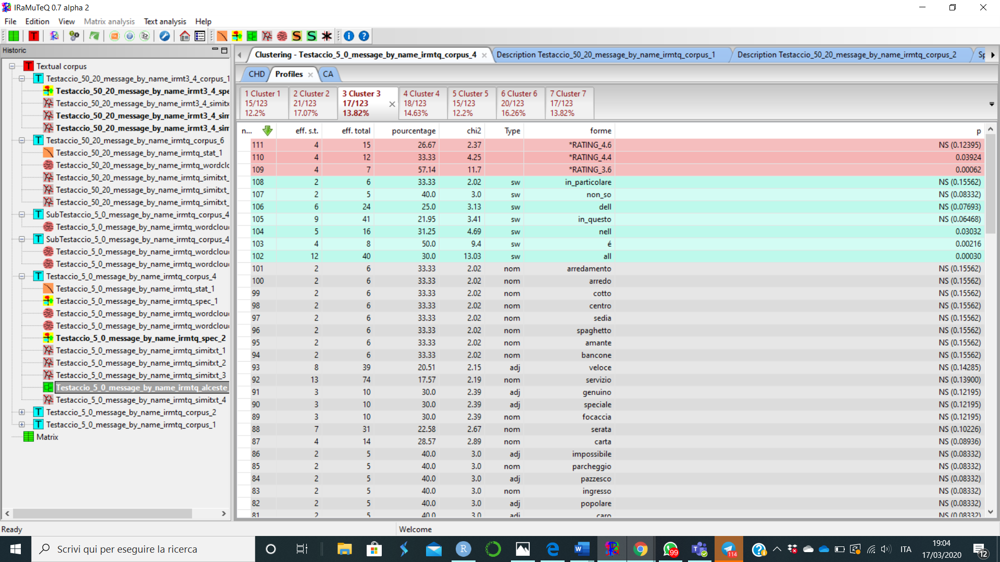 IRaMuTeQ 0.7 alpha 2
File Edition View Matrix analysis Text analysis Help
Historic
Textual corpus
Testaccio_50_20_message_by_name_irmt3_4_corpus_1
Testaccio_50_20_message_by_name_irmt3_4_spe
Testaccio_50_20_message_by_name_irmt3_4_simitx
Testaccio_50_20_message_by_name_irmt3_4_sim
Testaccio_50_20_message_by_name_irmt3_4_sim
Testaccio_50_20_message_by_name_irmtq_corpus_6
Testaccio_50_20_message_by_name_irmtq_stat_1
Testaccio_50_20_message_by_name_irmtq_wordclo
Testaccio_50_20_message_by_name_irmtq_simitxt_
Testaccio_50_20_message_by_name_irmtq_simitxt_
Testaccio_50_20_message_by_name_irmtq_simitxt_
SubTestaccio_5_0_message_by_name_irmtq_corpus_4
Testaccio_5_0_message_by_name_irmtq_wordclou
SubTestaccio_5_0_message_by_name_irmtq_corpus_4
Testaccio_5_0_message_by_name_irmtq_wordclou
Testaccio_5_0_message_by_name_irmtq_wordclou
Testaccio_5_0_message_by_name_irmtq_corpus_4
Testaccio_5_0_message_by_name_irmtq_stat_1
Testaccio_5_0_message_by_name_irmtq_spec_1
Testaccio_5_0_message_by_name_irmtq_wordclou
Testaccio_5_0_message_by_name_irmtq_wordclou
Testaccio_5_0_message_by_name_irmtq_spec_2
Testaccio_5_0_message_by_name_irmtq_simitxt_1
Testaccio_5_0_message_by_name_irmtq_simitxt_2
Testaccio_5_0_message_by_name_irmtq_simitxt_3
Testaccio_5_0_message_by_name_irmtq_alceste_
Testaccio_5_0_message_by_name_irmtq_simitxt_4
Testaccio_5_0_message_by_name_irmtq_corpus_2
Testaccio_5_0_message_by_name_irmtq_corpus_1
Matrix
Clustering - Testaccio_5_0_message_by_name_irmtq_corpus_4 Description Testaccio_50_20_message_by_name_irmtq_corpus_1 Description Testaccio_50_20_message_by_name_irmtq_corpus_2 Sp
CHD Profiles CA
1 Cluster 1 2 Cluster 2 3 Cluster 3 4 Cluster 4 5 Cluster 5 6 Cluster 6 7 Cluster 7
15/123 21/123 17/123 18/123 15/123 20/123 17/123
12.2% 17.07% 13.82% 14.63% 12.2% 16.26% 13.82%
n... eff. s.t. eff. total pourcentage chi2 Type forme p
111 4 15 26.67 2.37 *RATING_4.6 NS (0.12395)
110 4 12 33.33 4.25 *RATING_4.4 0.03924
109 4 7 57.14 11.7 *RATING_3.6 0.00062
108 2 6 33.33 2.02 sw in_particolare NS (0.15562)
107 2 5 40.0 3.0 sw non_so NS (0.08332)
106 6 24 25.0 3.13 sw dell NS (0.07693)
105 9 41 21.95 3.41 sw in_questo NS (0.06468)
104 5 16 31.25 4.69 sw nell 0.03032
103 4 8 50.0 9.4 sw é 0.00216
102 12 40 30.0 13.03 sw all 0.00030
101 2 6 33.33 2.02 nom arredamento NS (0.15562)
100 2 6 33.33 2.02 nom arredo NS (0.15562)
99 2 6 33.33 2.02 nom cotto NS (0.15562)
98 2 6 33.33 2.02 nom centro NS (0.15562)
97 2 6 33.33 2.02 nom sedia NS (0.15562)
96 2 6 33.33 2.02 nom spaghetto NS (0.15562)
95 2 6 33.33 2.02 nom amante NS (0.15562)
94 2 6 33.33 2.02 nom bancone NS (0.15562)
93 8 39 20.51 2.15 adj veloce NS (0.14285)
92 13 74 17.57 2.19 nom servizio NS (0.13900)
91 3 10 30.0 2.39 adj genuino NS (0.12195)
90 3 10 30.0 2.39 adj speciale NS (0.12195)
89 3 10 30.0 2.39 nom focaccia NS (0.12195)
88 7 31 22.58 2.67 nom serata NS (0.10226)
87 4 14 28.57 2.89 nom carta NS (0.08936)
86 2 5 40.0 3.0 adj impossibile NS (0.08332)
85 2 5 40.0 3.0 nom parcheggio NS (0.08332)
84 2 5 40.0 3.0 adj pazzesco NS (0.08332)
83 2 5 40.0 3.0 nom ingresso NS (0.08332)
82 2 5 40.0 3.0 adj popolare NS (0.08332)
81 2 5 40.0 3.0 adj caro NS (0.08332)
Ready Welcome
Scrivi qui per eseguire la ricerca
99
114
ITA
19:04
17/03/2020
12